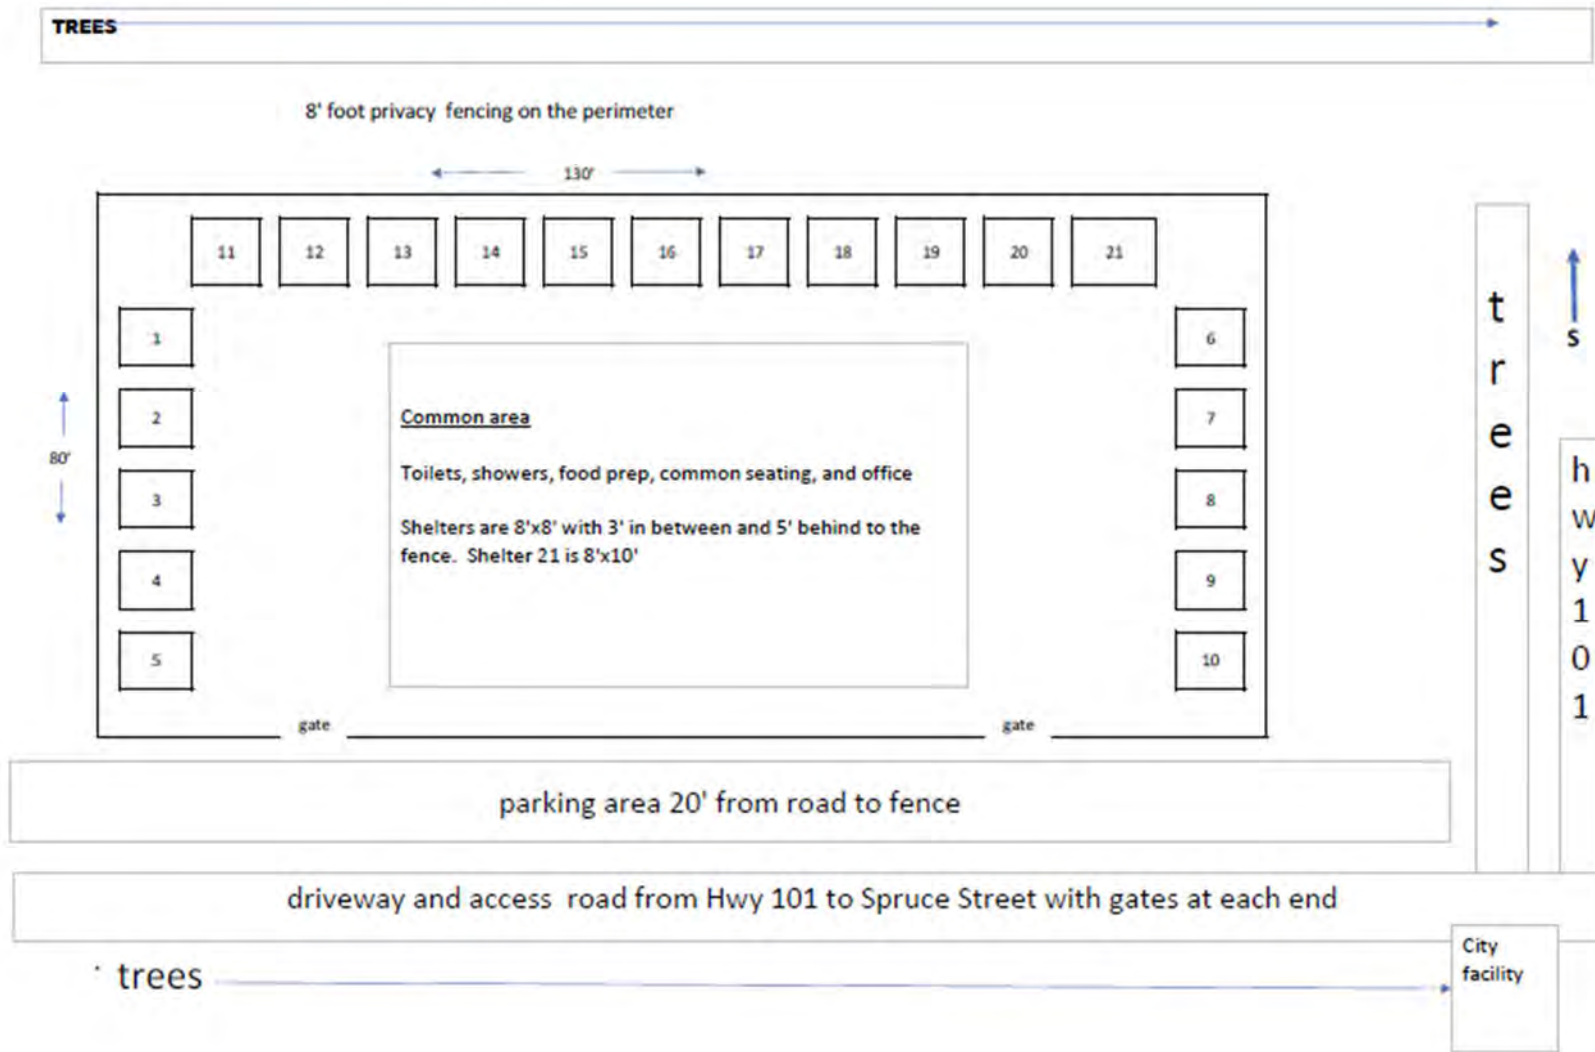 TREES
8' foot privacy fencing on the perimeter
130'
11 12 13 14 15 16 17 18 19 20 21
1
2
3
4
5
80'
6
7
8
9
10
Common area
Toilets, showers, food prep, common seating, and office
Shelters are 8'x8' with 3' in between and 5' behind to the
fence. Shelter 21 is 8'x10'
gate
gate
trees
s
hwy101
parking area 20' from road to fence
driveway and access road from Hwy 101 to Spruce Street with gates at each end
trees
City
facility